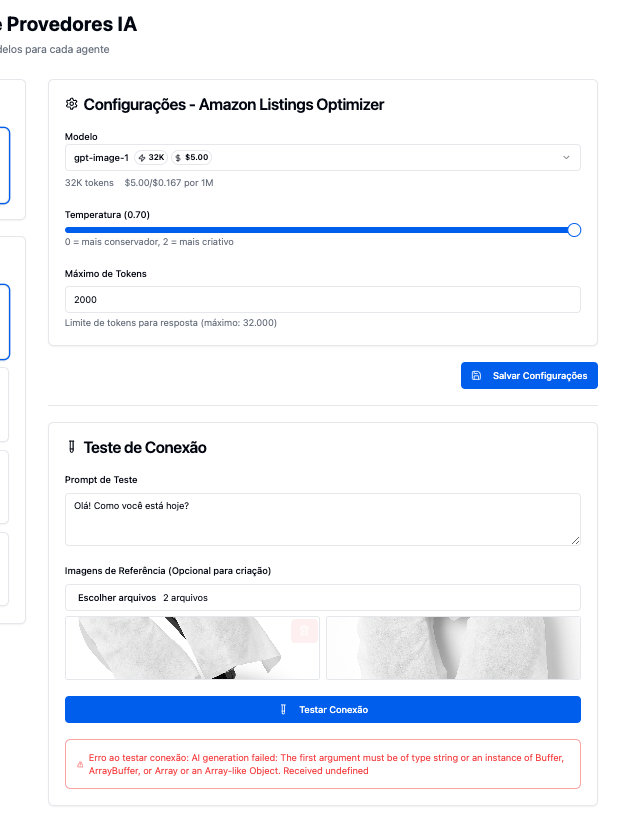 e Provedores IA
delos para cada agente
Configurações - Amazon Listings Optimizer
Modelo
gpt-image-1 32K $5.00
32K tokens $5.00/$0.167 por 1M
Temperatura (0.70)
0 = mais conservador, 2 = mais criativo
Máximo de Tokens
2000
Limite de tokens para resposta (máximo: 32.000)
Salvar Configurações
Teste de Conexão
Prompt de Teste
Olá! Como você está hoje?
Imagens de Referência (Opcional para criação)
Escolher arquivos 2 arquivos
Testar Conexão
Erro ao testar conexão: AI generation failed: The first argument must be of type string or an instance of Buffer,
ArrayBuffer, or Array or an Array-like Object. Received undefined